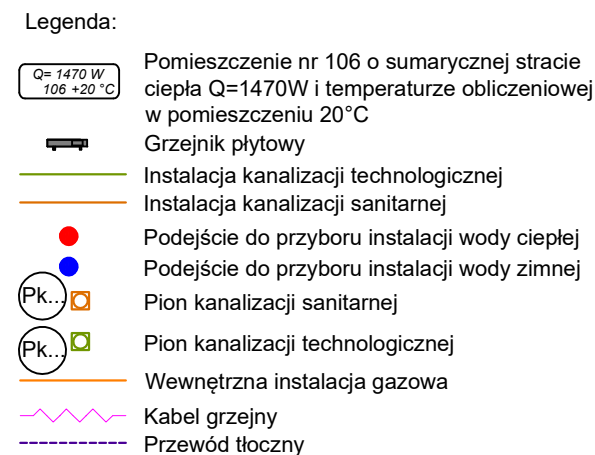 Legenda:
Q= 1470 W
106 +20 °C
Pomieszczenie nr 106 o sumarycznej stracie
ciepła Q=1470W i temperaturze obliczeniowej
w pomieszczeniu 20°C
Grzejnik płytowy
Instalacja kanalizacji technologicznej
Instalacja kanalizacji sanitarnej
Podejście do przyboru instalacji wody ciepłej
Podejście do przyboru instalacji wody zimnej
Pk...
Pion kanalizacji sanitarnej
Pk...
Pion kanalizacji technologicznej
Wewnętrzna instalacja gazowa
Kabel grzejny
Przewód tłoczny